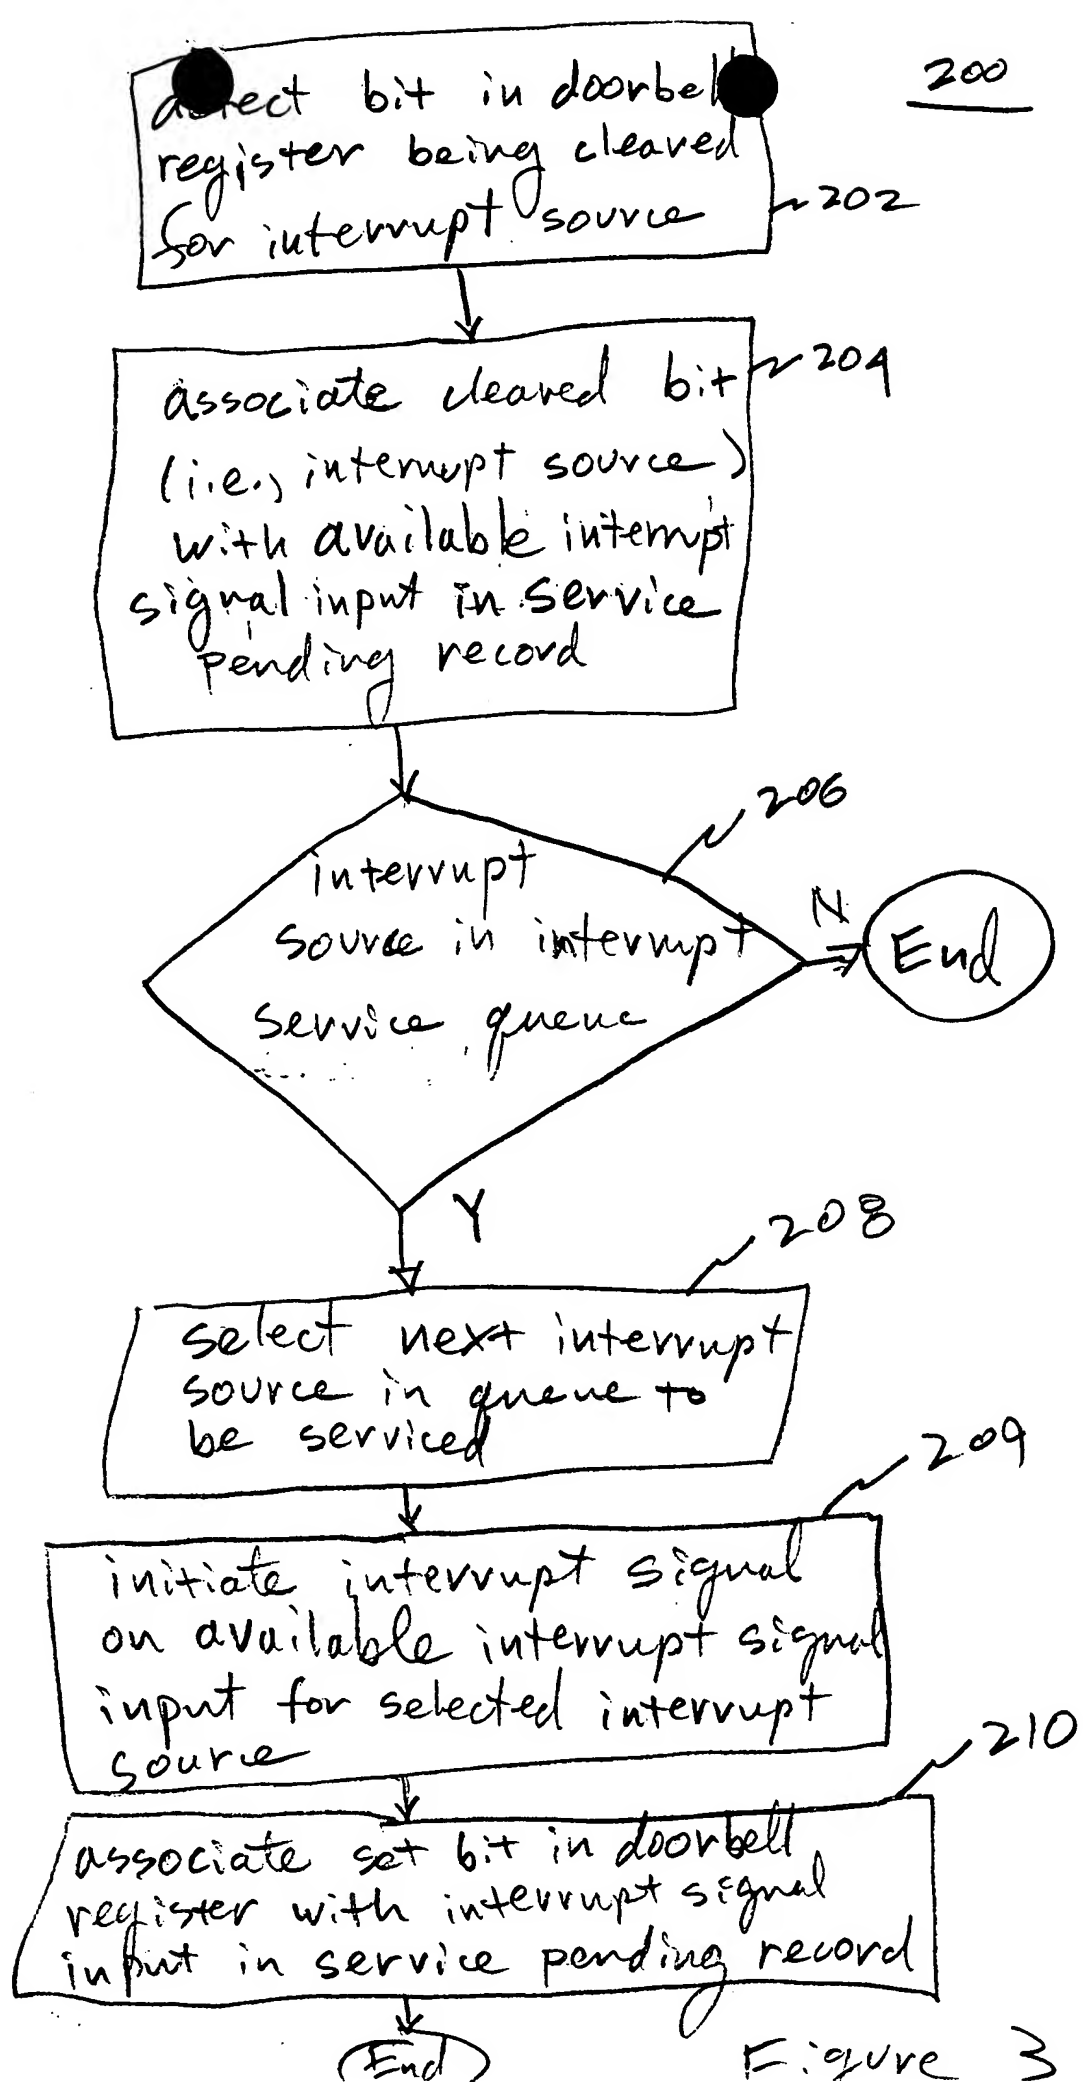 200
detect bit in doorbell
register being cleared
for interrupt source
202
associate cleared bit
204
(i.e., interrupt source)
with available interrupt
signal input in service
pending record
206
interrupt
source in interrupt
service queue
N
End
Y
208
select next interrupt
source in queue to
be serviced
209
initiate interrupt signal
on available interrupt signal
input for selected interrupt
source
210
associate set bit in doorbell
register with interrupt signal
input in service pending record
End
Figure 3